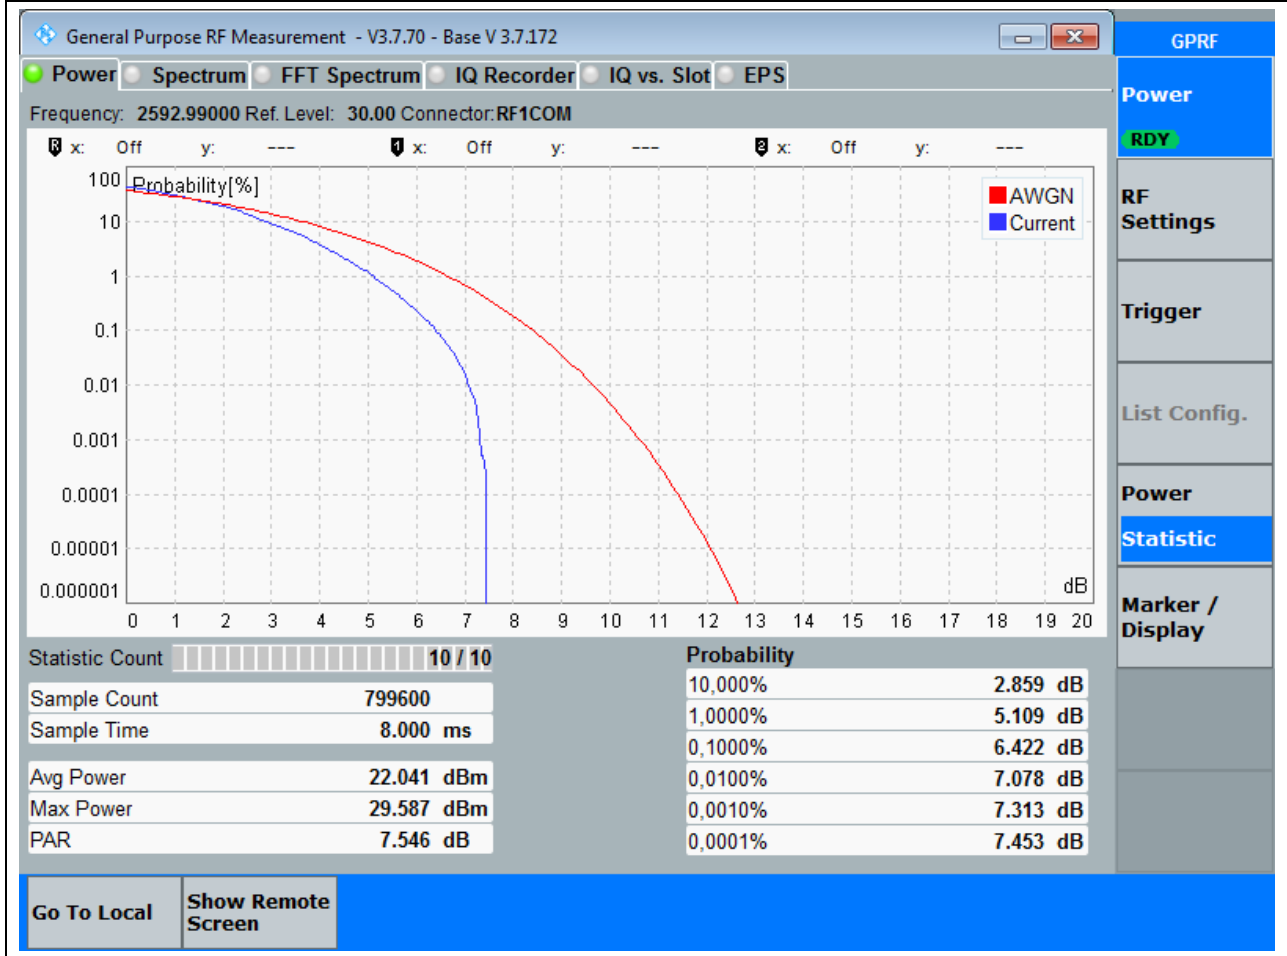 General Purpose RF Measurement - V3.7.70 - Base V 3.7.172
GPRF
Power Spectrum FFT Spectrum IQ Recorder IQ vs. Slot EPS
Frequency: 2592.99000 Ref. Level: 30.00 Connector: RF1COM
R x: Off y: --- 1 x: Off y: --- 2 x: Off y: ---
Probability[%]
AWGN
Current
100
10
1
0.1
0.01
0.001
0.0001
0.00001
0.000001
dB
0 1 2 3 4 5 6 7 8 9 10 11 12 13 14 15 16 17 18 19 20
Statistic Count 10 / 10
Sample Count 799600
Sample Time 8.000 ms
Avg Power 22.041 dBm
Max Power 29.587 dBm
PAR 7.546 dB
Probability
10,000% 2.859 dB
1,0000% 5.109 dB
0,1000% 6.422 dB
0,0100% 7.078 dB
0,0010% 7.313 dB
0,0001% 7.453 dB
Power
RDY
RF
Settings
Trigger
List Config.
Power
Statistic
Marker /
Display
Go To Local
Show Remote
Screen